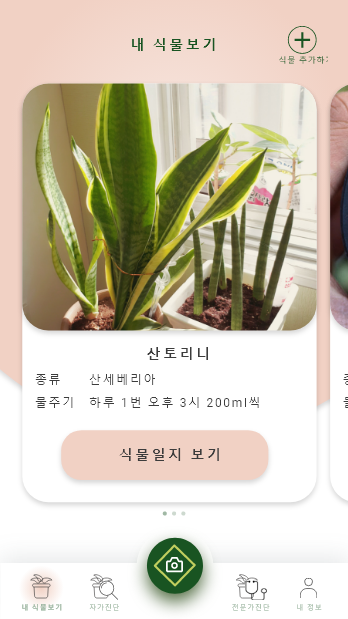 내 식물보기
식물 추가하기
산토리니
종류 산세베리아
물주기 하루 1번 오후 3시 200ml씩
식물일지 보기
내 식물보기 자가진단 전문가진단 내 정보